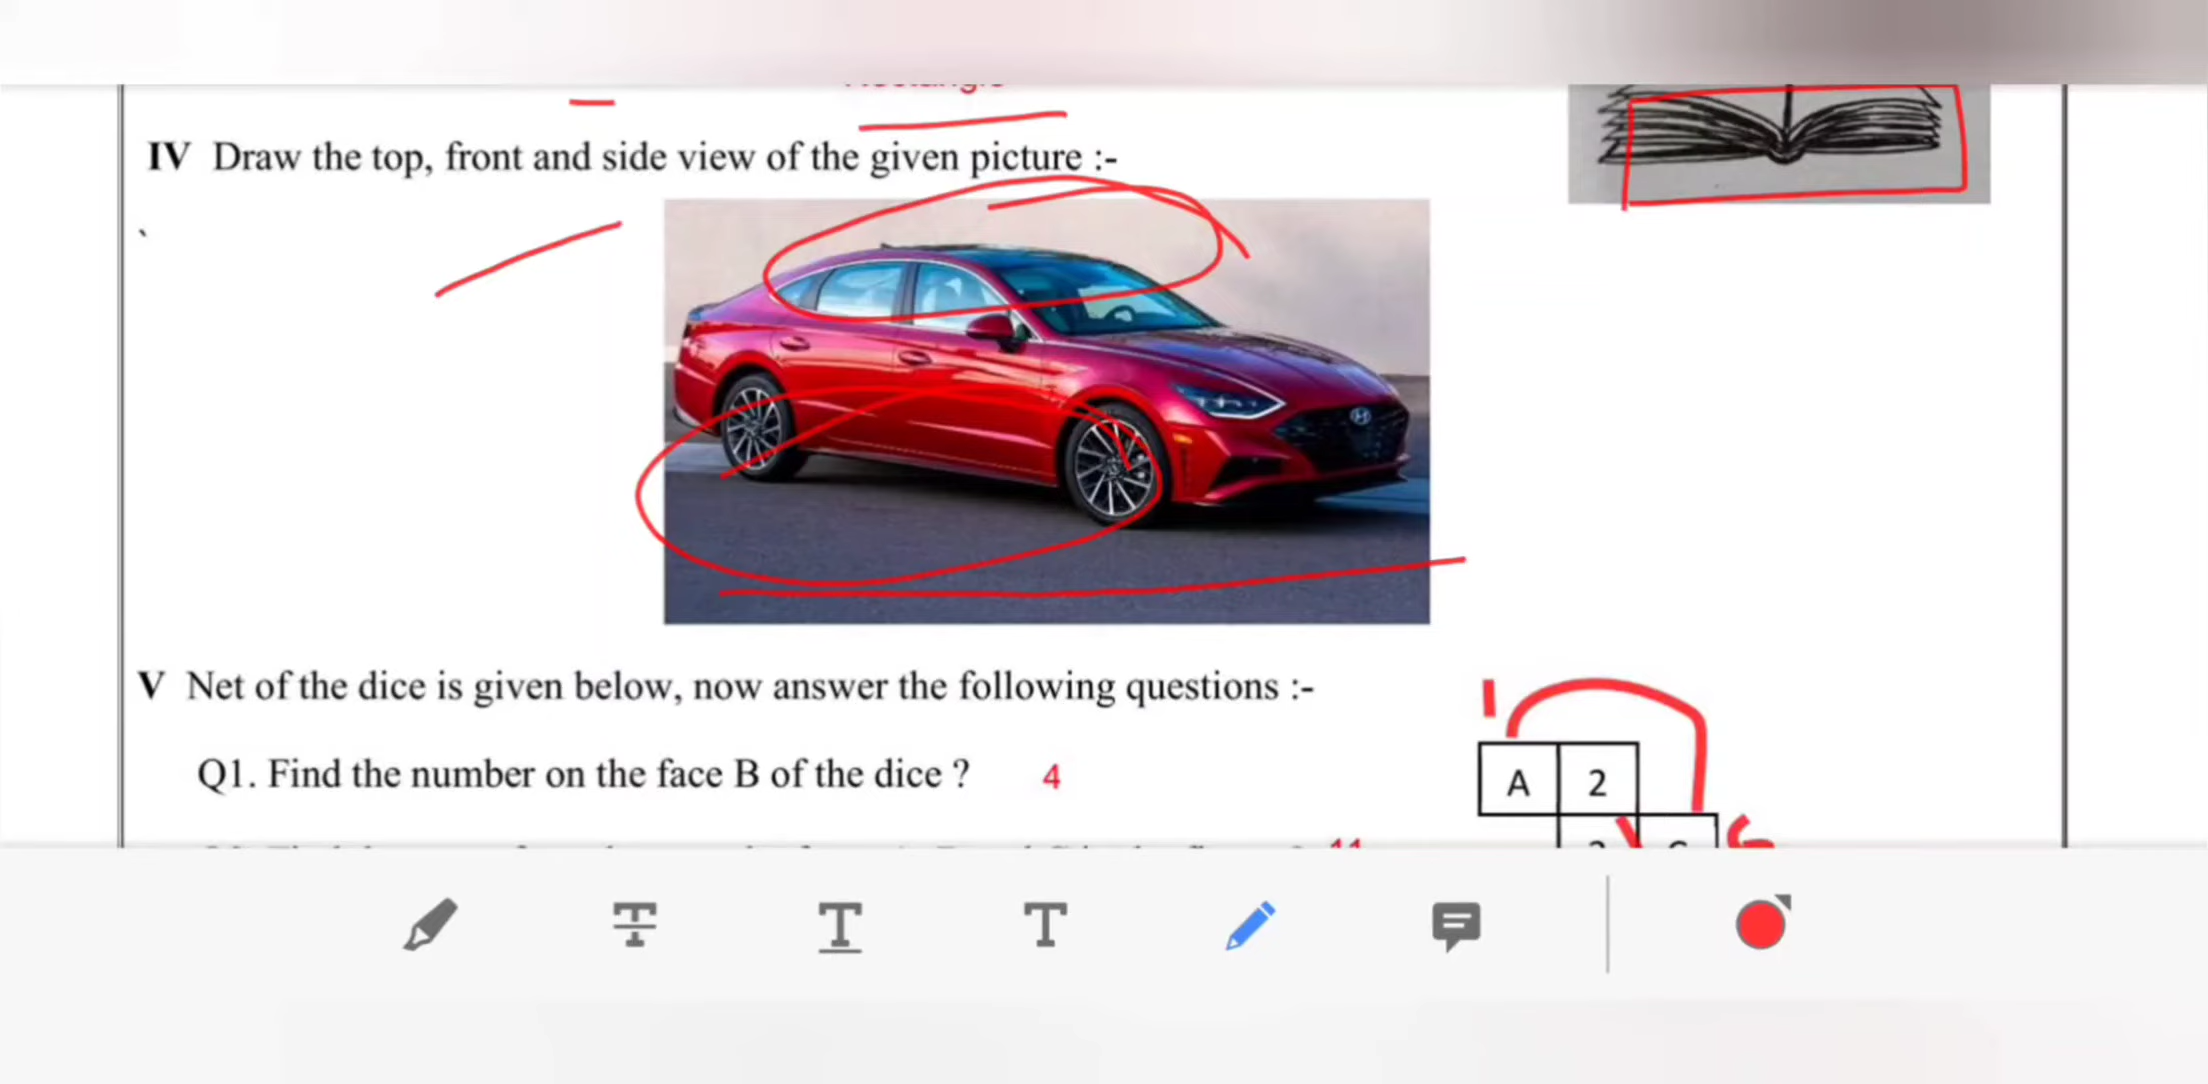 IV Draw the top, front and side view of the given picture :-
V Net of the dice is given below, now answer the following questions :-
1
Q1. Find the number on the face B of the dice ? 4
A 2
T T T